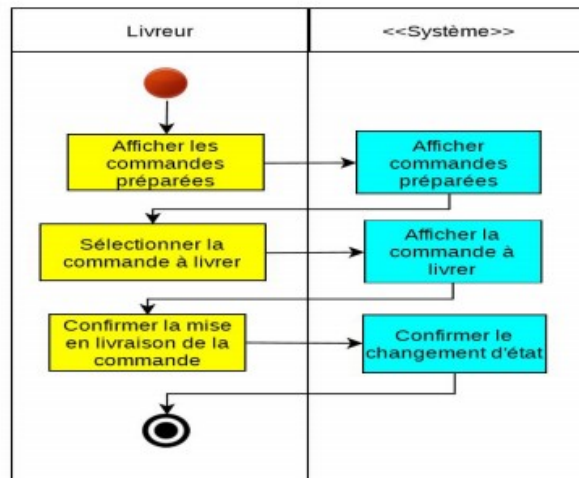 Livreur
<<Système>>
Afficher les
commandes
préparées
Afficher
commandes
préparées
Sélectionner la
commande à livrer
Afficher la
commande à
livrer
Confirmer la mise
en livraison de la
commande
Confirmer le
changement d'état